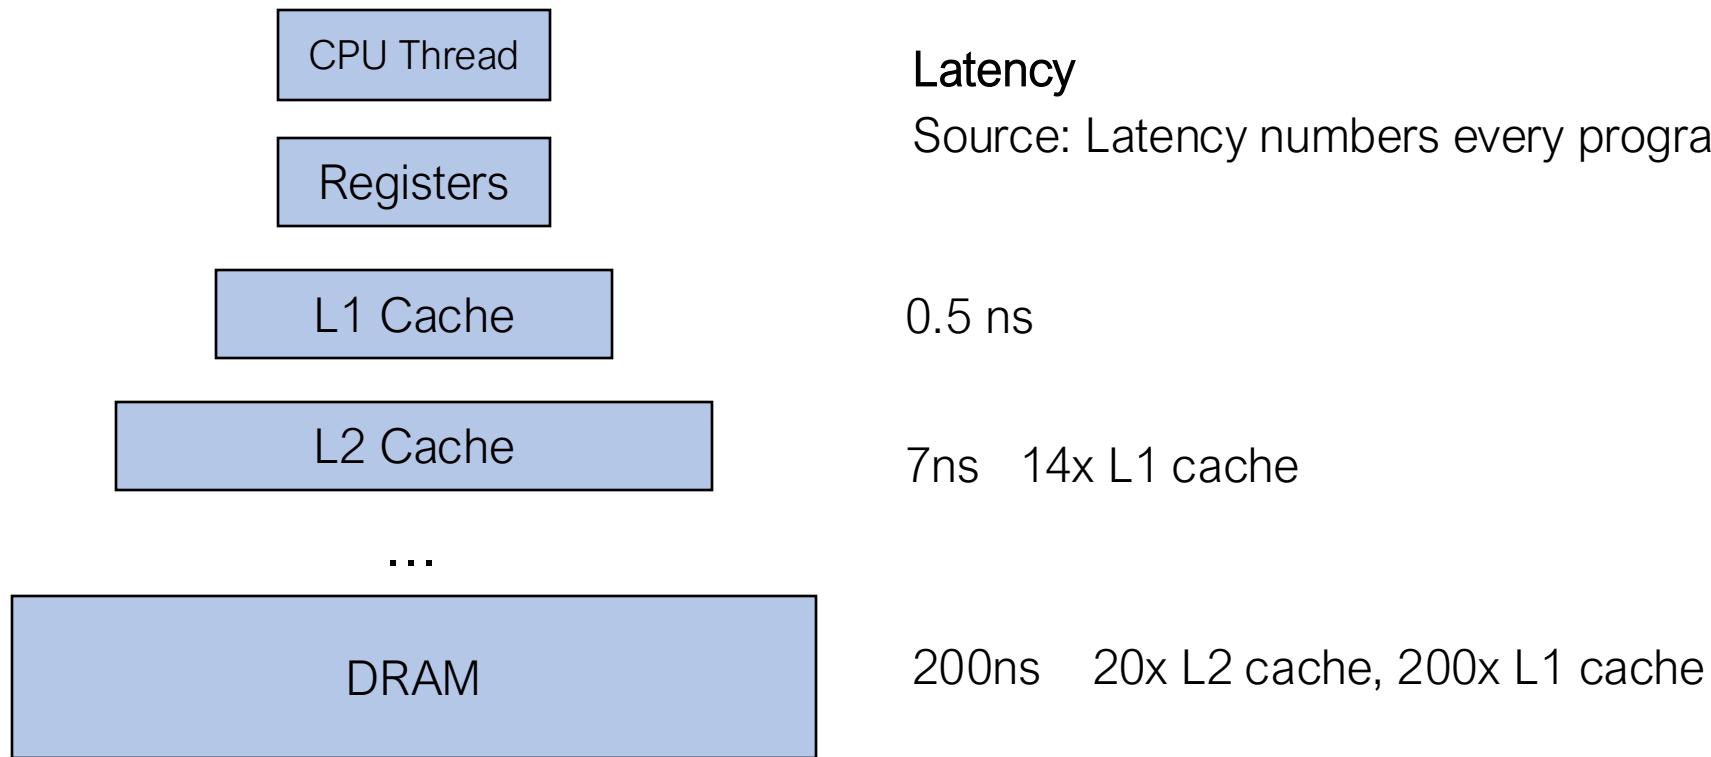 CPU Thread
Latency
Source: Latency numbers every progra
Registers
L1 Cache
0.5 ns
L2 Cache
7ns 14x L1 cache
...
DRAM
200ns 20x L2 cache, 200x L1 cache